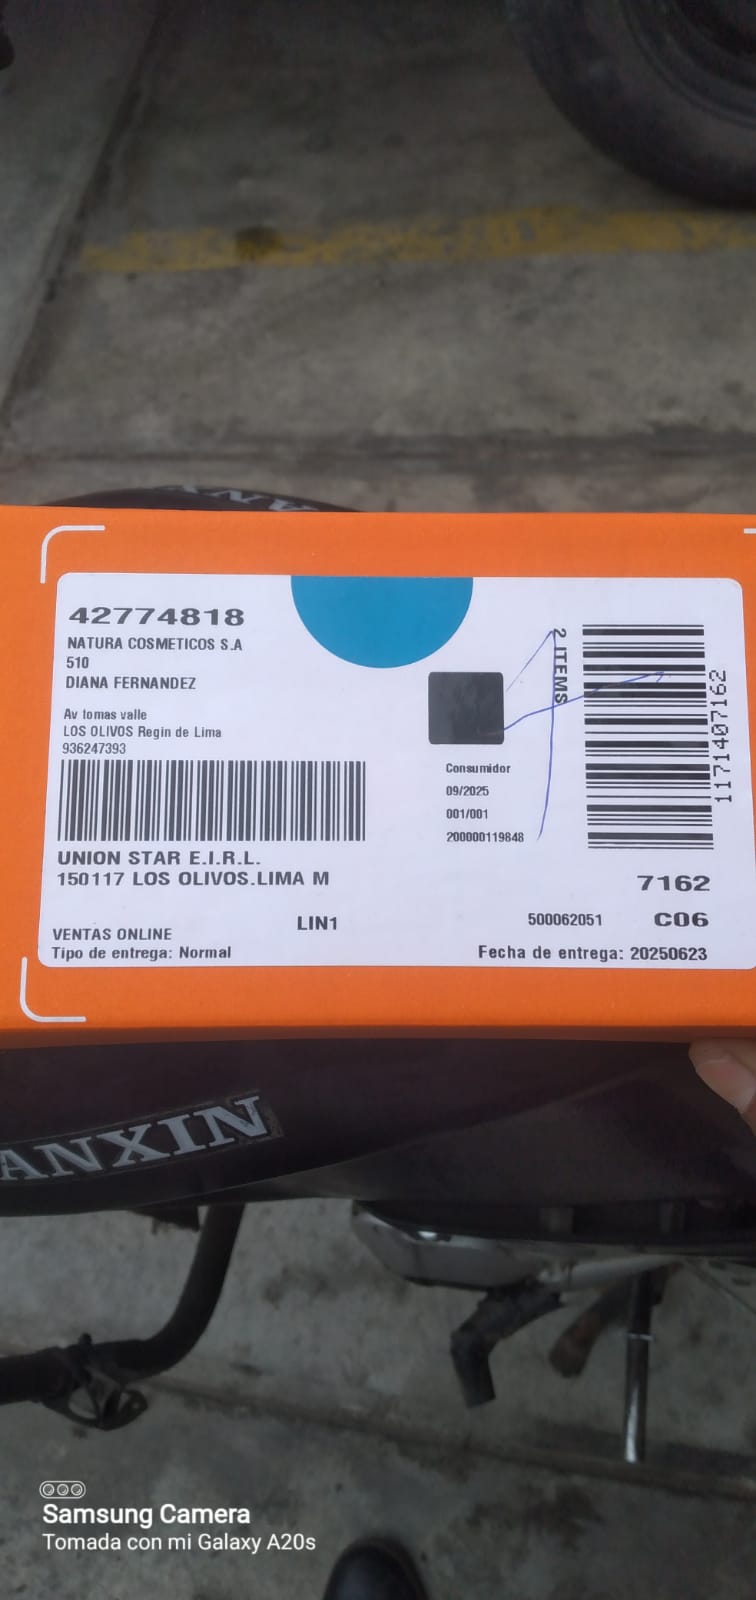 ANX
42774818
NATURA COSMETICOS S.A
510
DIANA FERNANDEZ
Av tomas valle
LOS OLIVOS Regin de Lima
936247393
2 ITEMS
1171407162
Consumidor
09/2025
001/001
200000119848
UNION STAR E.I.R.L.
150117 LOS OLIVOS.LIMA M
7162
LIN1
500062051
C06
VENTAS ONLINE
Tipo de entrega: Normal
Fecha de entrega: 20250623
ANXIN
Samsung Camera
Tomada con mi Galaxy A20s